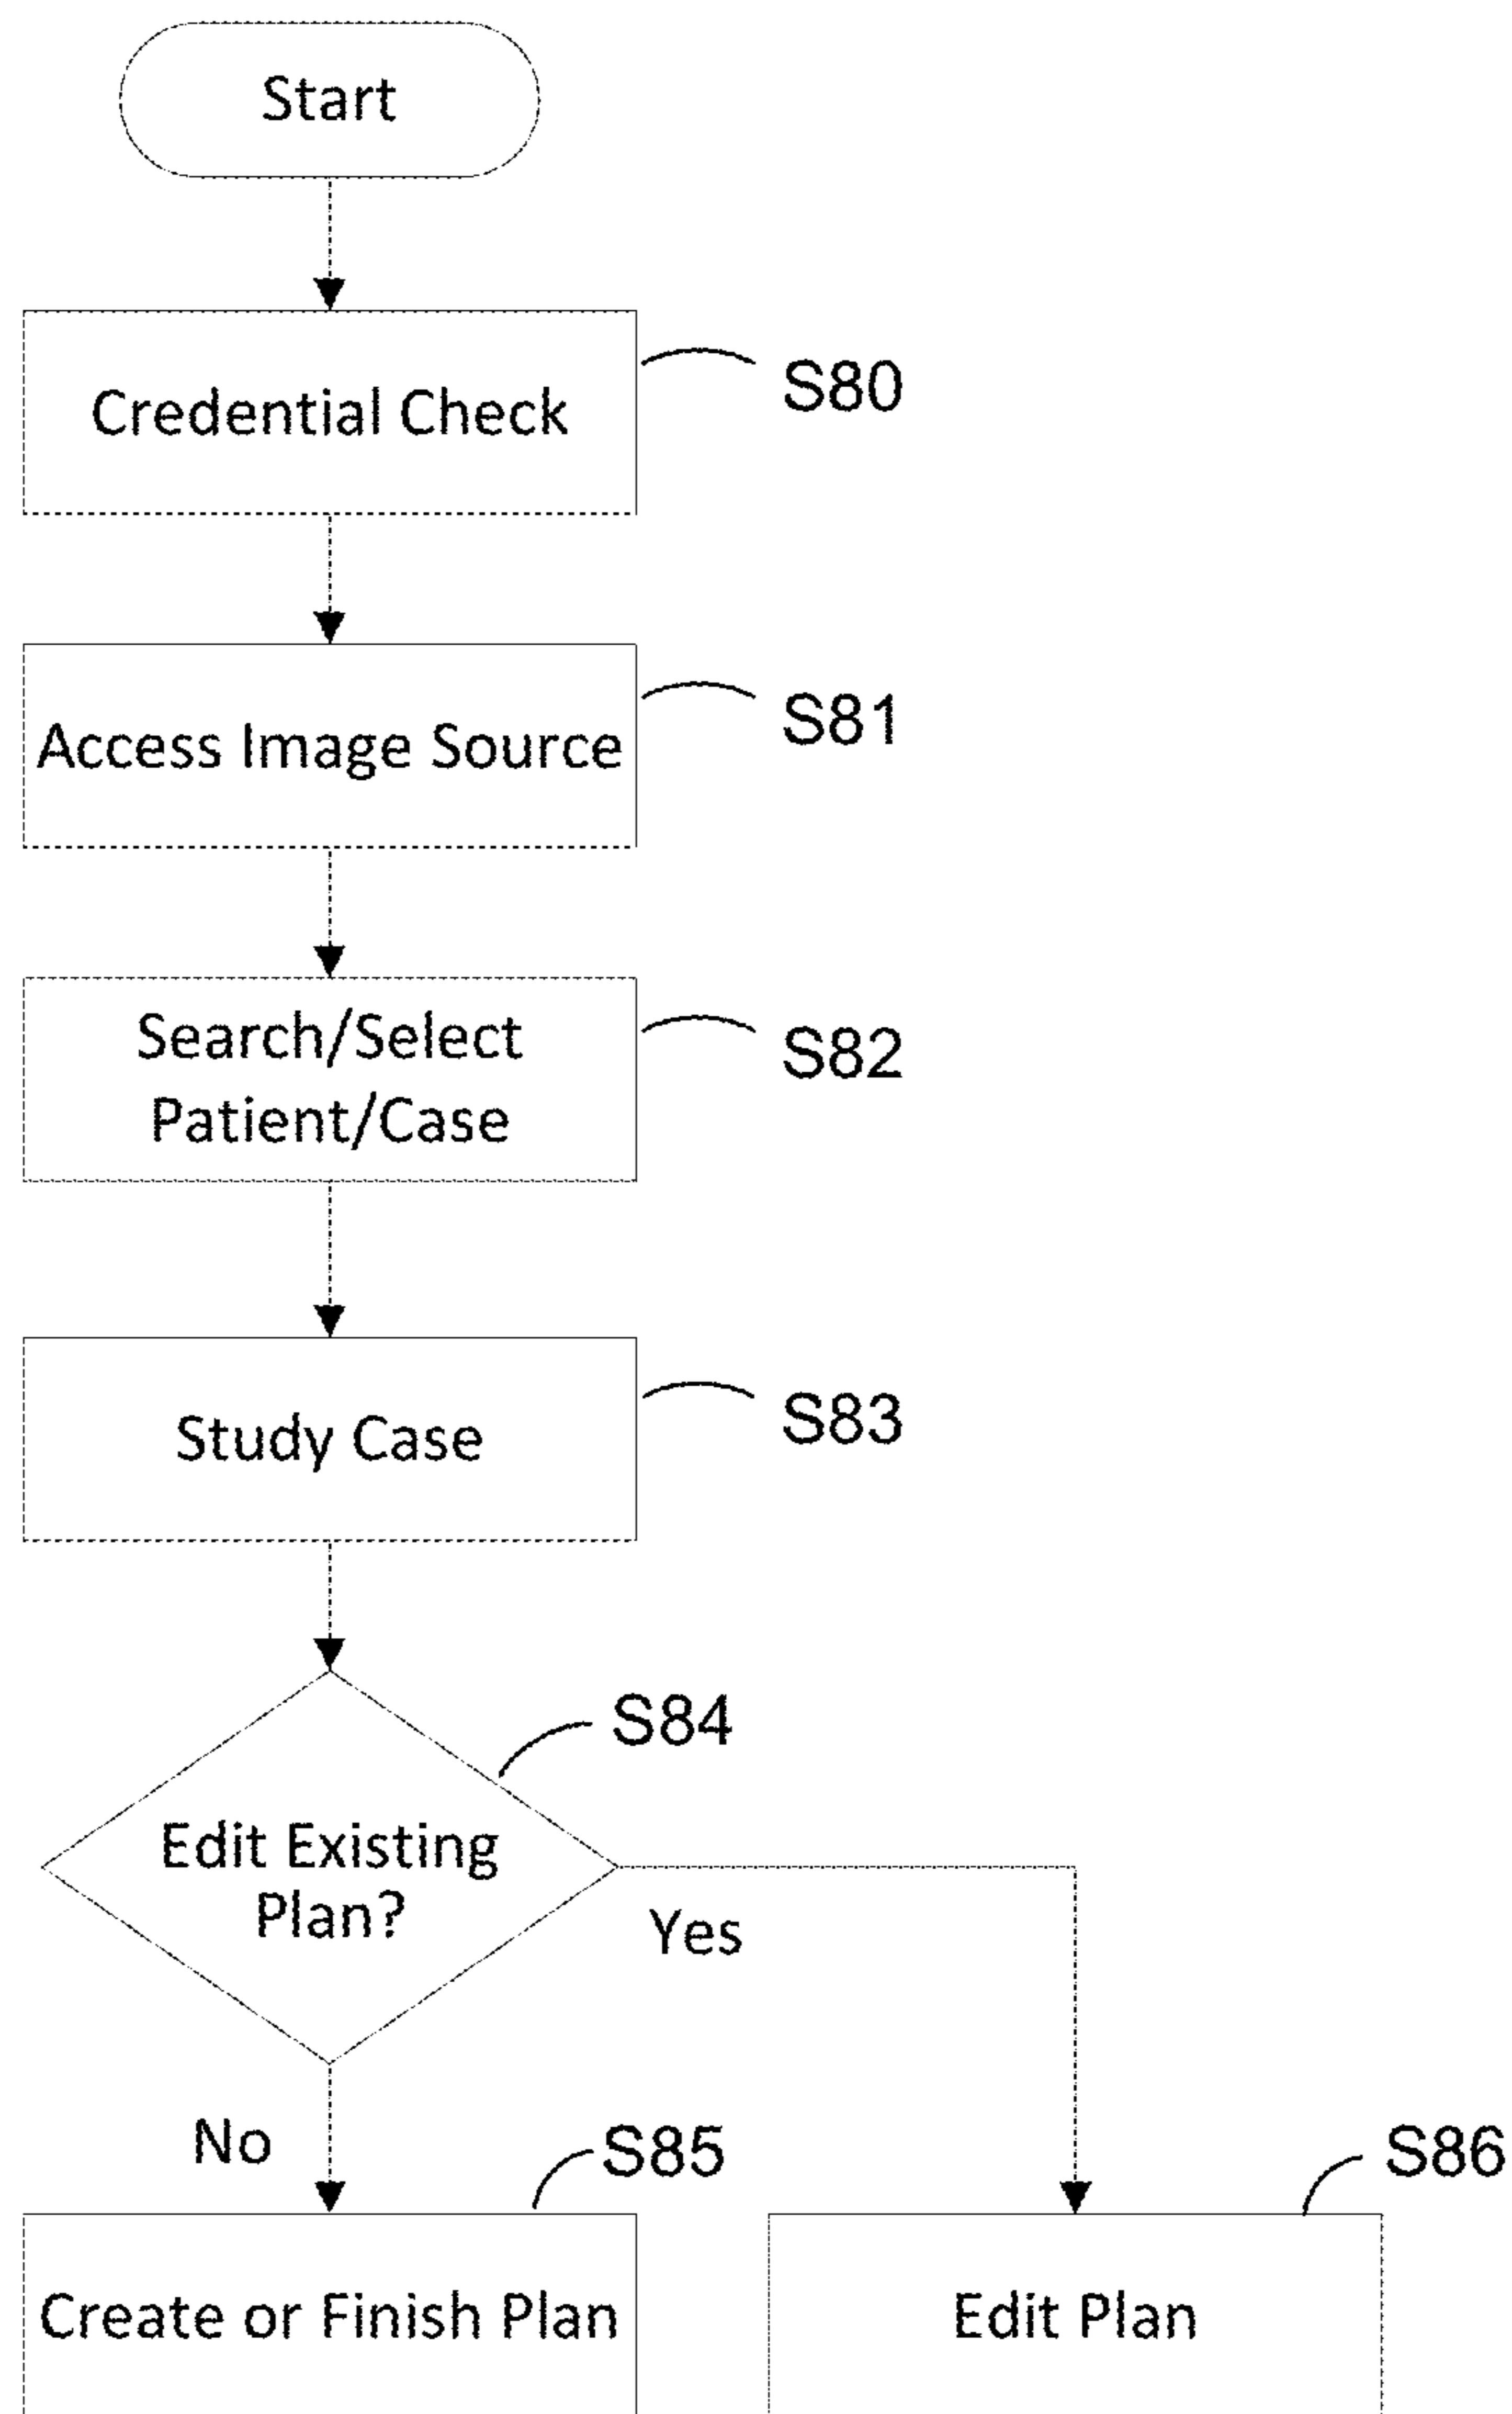 Start
Credential Check
S80
Access Image Source
S81
Search/Select
Patient/Case
S82
Study Case
S83
S84
Edit Existing
Plan?
Yes
No
S85
S86
Create or Finish Plan
Edit Plan